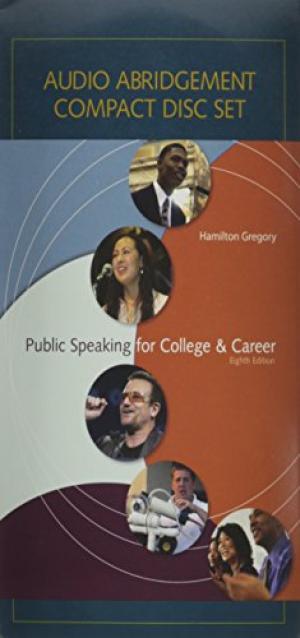 AUDIO ABRIDGEMENT
COMPACT DISC SET
Hamilton Gregory
Public Speaking for College & Career
Eighth Edition